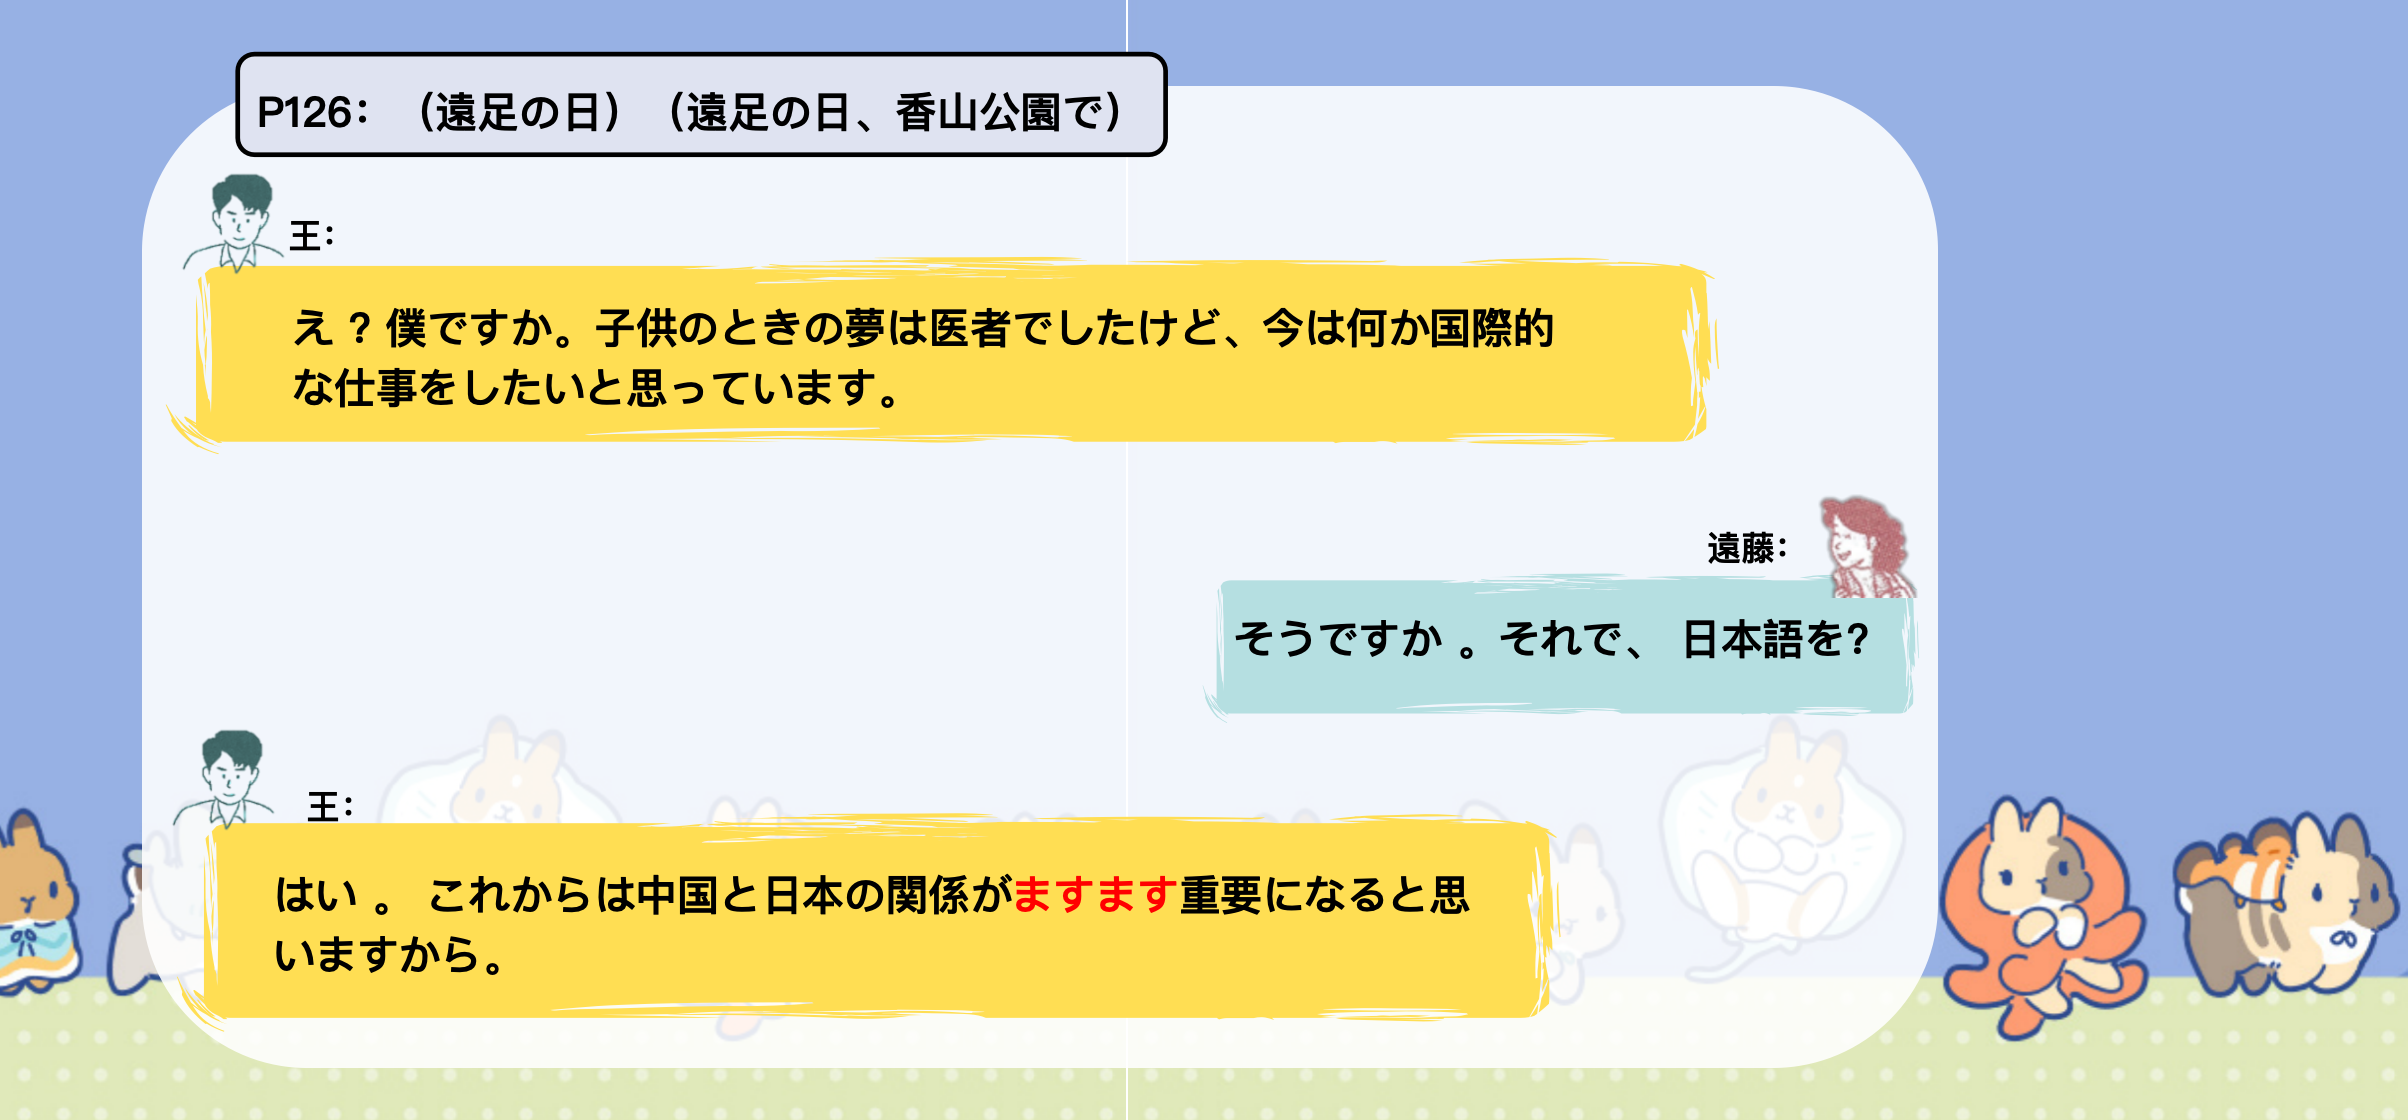 P126：（遠足の日）（遠足の日、香山公園で）
王：
え ？僕ですか。子供のときの夢は医者でしたけど、今は何か国際的
な仕事をしたいと思っています。
遠藤：
そうですか 。それで、 日本語を？
王：
はい 。 これからは中国と日本の関係がますます重要になると思
いますから。